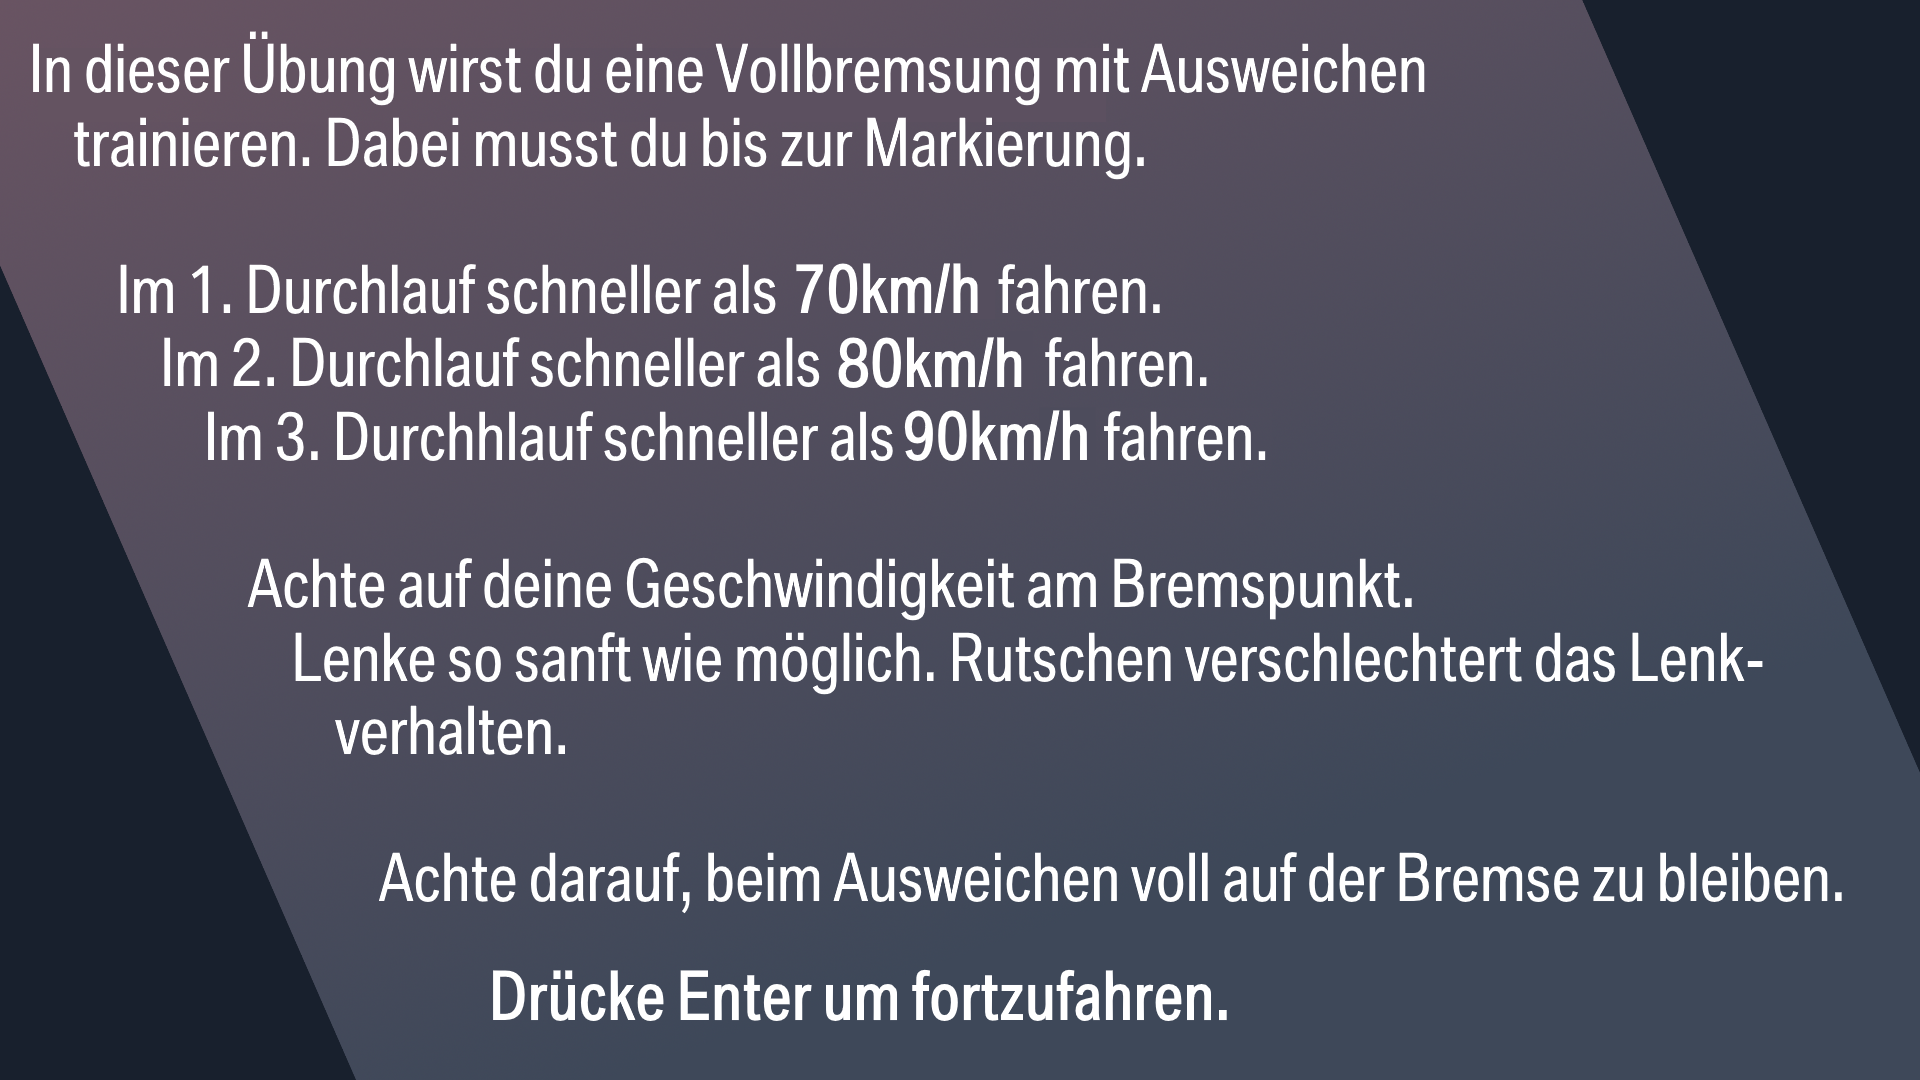 In dieser Übung wirst du eine Vollbremsung mit Ausweichen
trainieren. Dabei musst du bis zur Markierung.
Im 1. Durchlauf schneller als 70km/h fahren.
Im 2. Durchlauf schneller als 80km/h fahren.
Im 3. Durchhlauf schneller als 90km/h fahren.
Achte auf deine Geschwindigkeit am Bremspunkt.
Lenke so sanft wie möglich. Rutschen verschlechtert das Lenk-
verhalten.
Achte darauf, beim Ausweichen voll auf der Bremse zu bleiben.
Drücke Enter um fortzufahren.